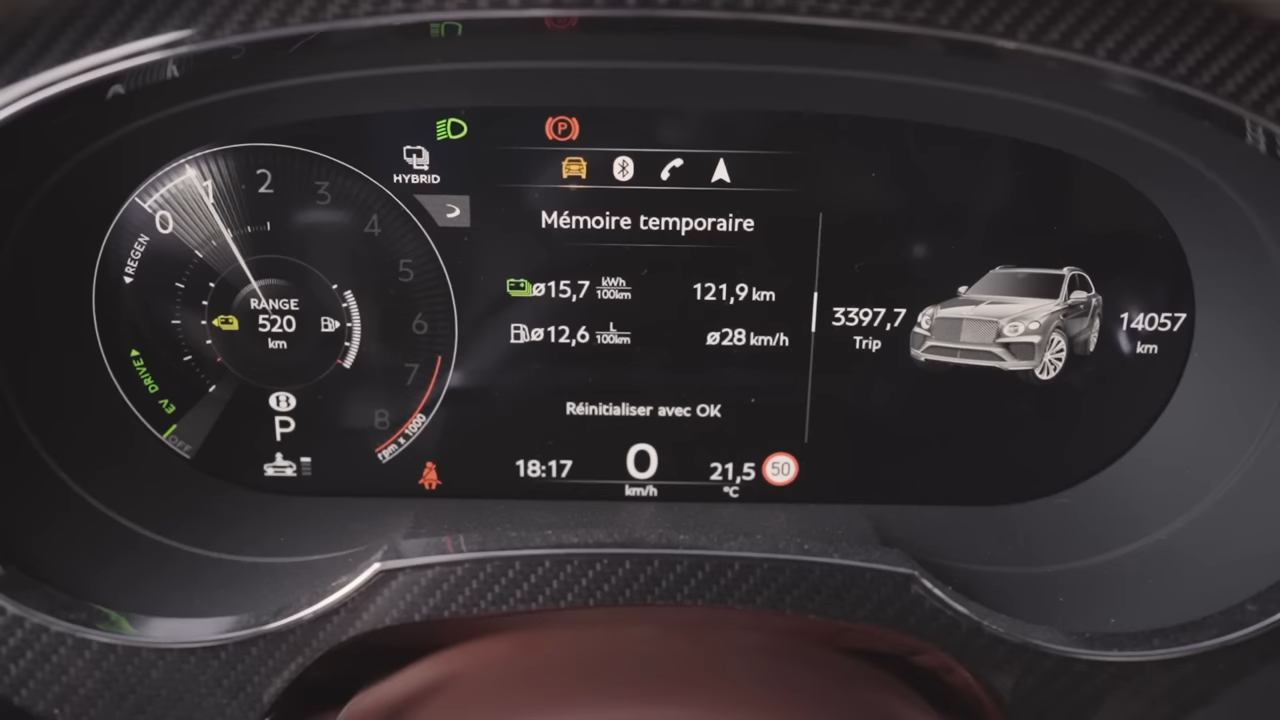 HYBRID
0 1 2 3 4 5 6 7 8
rpm x 1000
REGEN
EV DRIVE
OFF
RANGE
520
km
B
P
Mémoire temporaire
ø15,7 kWh/100km 121,9 km
ø12,6 L/100km ø28 km/h
Réinitialiser avec OK
18:17
0
km/h
21,5
°C
50
3397,7
Trip
14057
km